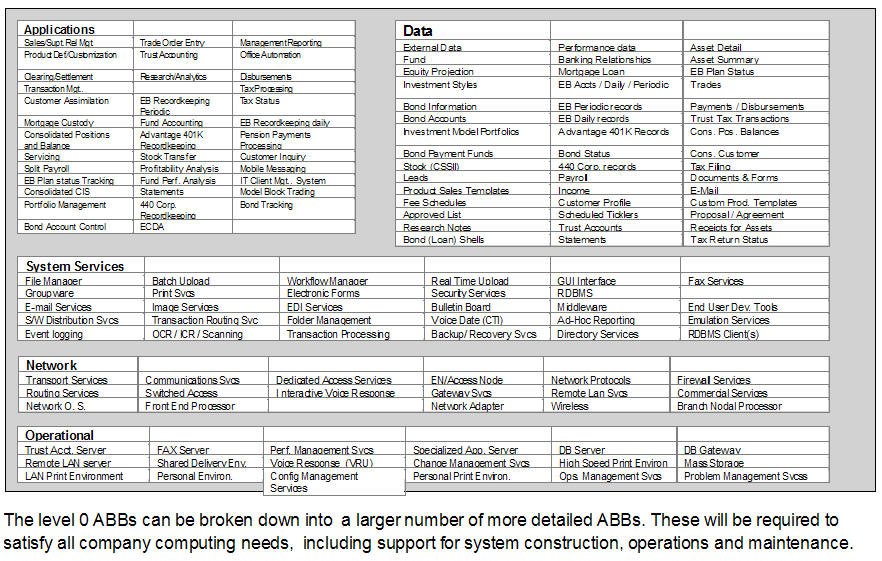 Applications
Sales/Supt. Rel Mgt Trade Order Entry Management Reporting
Product Def/Customization Trust Accounting Office Automation
Clearing/Settlement Research/Analytics Disbursements
Transaction Mgt.. Tax Processing
Customer Assimilation EB Recordkeeping Tax Status
Periodic
Mortgage Custody Fund Accounting EB Recordkeeping daily
Consolidated Positions Advantage 401K Pension Payments
and Balance Recordkeeping Processing
Servicing Stock Transfer Customer Inquiry
Split Payroll Profitability Analysis Mobile Messaging
EB Plan status Tracking Fund Perf. Analysis IT Client Mgt.. System
Consolidated CIS Statements Model Block Trading
Portfolio Management 440 Corp. Bond Tracking
Recordkeeping
Bond Account Control ECDA
Data
External Data Performance data Asset Detail
Fund Banking Relationships Asset Summary
Equity Projection Mortgage Loan EB Plan Status
Investment Styles EB Accts / Daily / Periodic Trades
Bond Information EB Periodic records Payments / Disbursements
Bond Accounts EB Daily records Trust Tax Transactions
Investment Model Portfolios Advantage 401K Records Cons. Pos. Balances
Bond Payment Funds Bond Status Cons. Customer
Stock (CSSII) 440 Corp. records Tax Filing
Leads Payroll Documents & Forms
Product Sales Templates Income E-Mail
Fee Schedules Customer Profile Custom Prod. Templates
Approved List Scheduled Ticklers Proposal / Agreement
Research Notes Trust Accounts Receipts for Assets
Bond (Loan) Shells Statements Tax Return Status
System Services
File Manager Batch Upload Workflow Manager Real Time Upload GUI Interface Fax Services
Groupware Print Svcs Electronic Forms Security Services RDBMS
E-mail Services Image Services EDI Services Bulletin Board Middleware End User Dev. Tools
S/W Distribution Svcs Transaction Routing Svc Folder Management Voice Date (CTI) Ad-Hoc Reporting Emulation Services
Event logging OCR / ICR / Scanning Transaction Processing Backup/ Recovery Svcs Directory Services RDBMS Client(s)
Network
Transport Services Communications Svcs Dedicated Access Services EN/Access Node Network Protocols Firewall Services
Routing Services Switched Access Interactive Voice Response Gateway Svcs Remote Lan Svcs Commercial Services
Network O. S. Front End Processor Network Adapter Wireless Branch Nodal Processor
Operational
Trust Acct. Server FAX Server Perf. Management Svcs Specialized App. Server DB Server DB Gateway
Remote LAN server Shared Delivery Env. Voice Response (VRU) Change Management Svcs High Speed Print Environ Mass Storage
LAN Print Environment Personal Environ. Config Management Personal Print Environ. Ops. Management Svcs Problem Management Svcss
Services
The level 0 ABBs can be broken down into a larger number of more detailed ABBs. These will be required to
satisfy all company computing needs, including support for system construction, operations and maintenance.